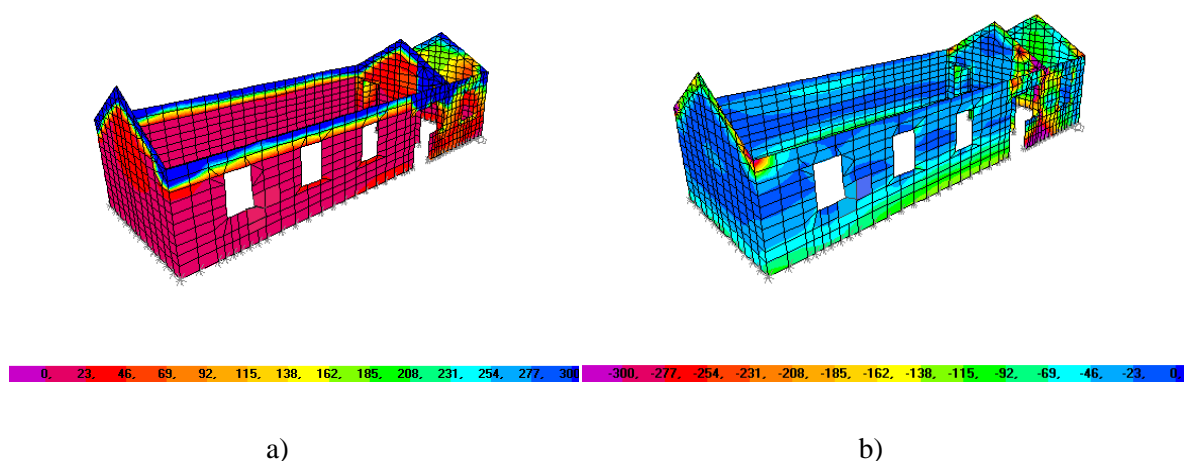 0, 23, 46, 69, 92, 115, 138, 162, 185, 208, 231, 254, 277, 300
-300, -277, -254, -231, -208, -185, -162, -138, -115, -92, -69, -46, -23, 0,
a) b)